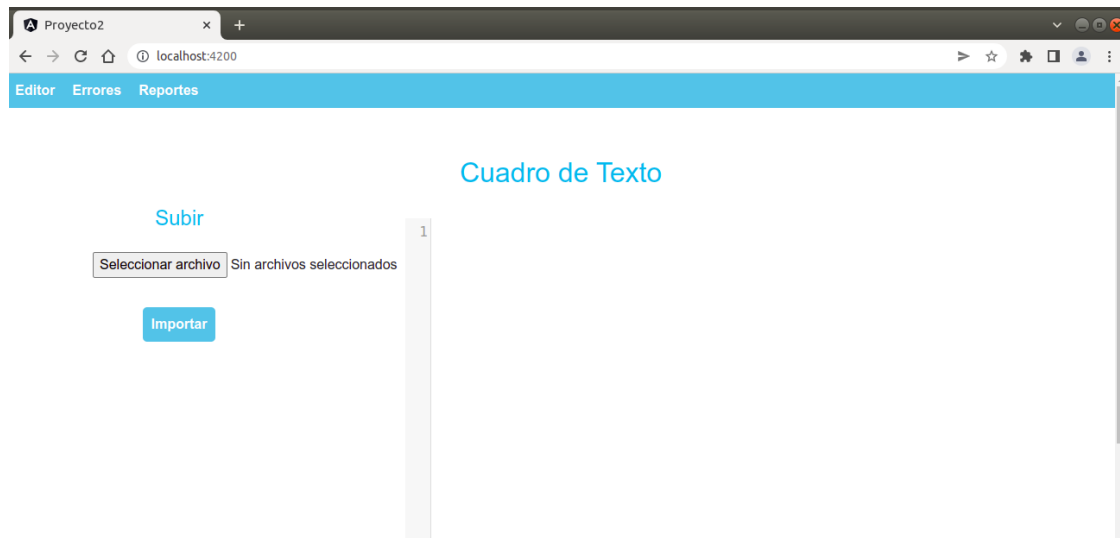 Proyecto2
localhost:4200
Editor Errores Reportes
Cuadro de Texto
Subir
1
Seleccionar archivo Sin archivos seleccionados
Importar